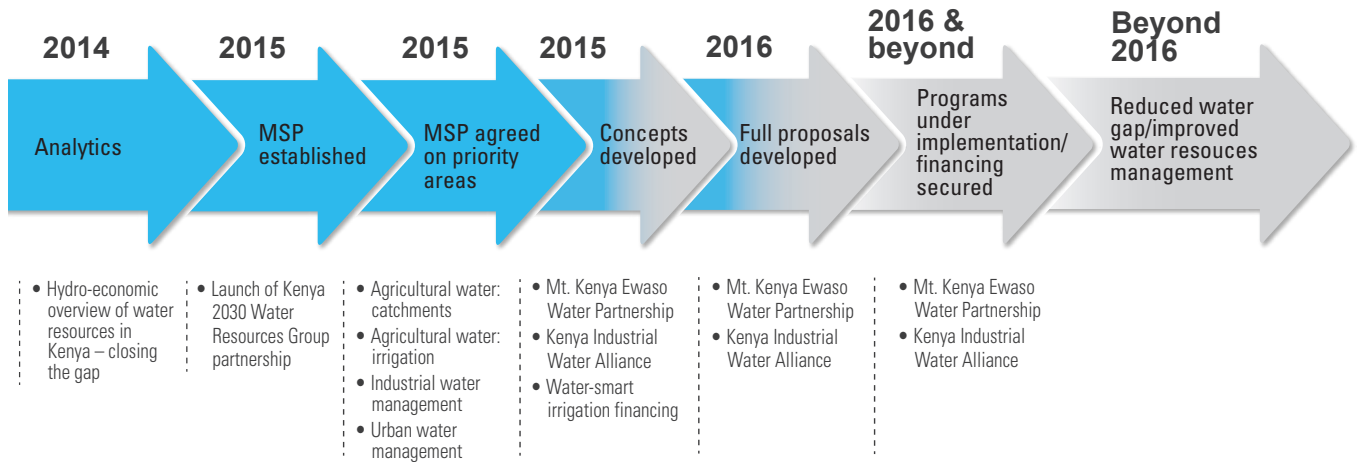 2014
2015
2015
2015
2016
2016 &
beyond
Beyond
2016
Analytics
MSP
established
MSP agreed
on priority
areas
Concepts
developed
Full proposals
developed
Programs
under
implementation/
financing
secured
Reduced water
gap/improved
water resouces
management
• Hydro-economic
overview of water
resources in
Kenya – closing
the gap
• Launch of Kenya
2030 Water
Resources Group
partnership
• Agricultural water:
catchments
• Agricultural water:
irrigation
• Industrial water
management
• Urban water
management
• Mt. Kenya Ewaso
Water Partnership
• Kenya Industrial
Water Alliance
• Water-smart
irrigation financing
• Mt. Kenya Ewaso
Water Partnership
• Kenya Industrial
Water Alliance
• Mt. Kenya Ewaso
Water Partnership
• Kenya Industrial
Water Alliance